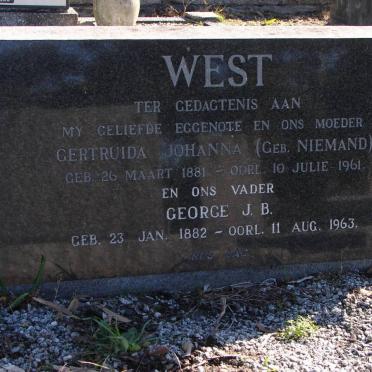 WEST
TER GEDAGTENIS AAN
MY GELIEFDE EGGENOTE EN ONS MOEDER
GERTRUIDA JOHANNA (GEB. NIEMAND)
GEB. 26 MAART 1881 - OORL. 10 JULIE 1961
EN ONS VADER
GEORGE J. B.
GEB. 23 JAN. 1882 - OORL. 11 AUG. 1963.